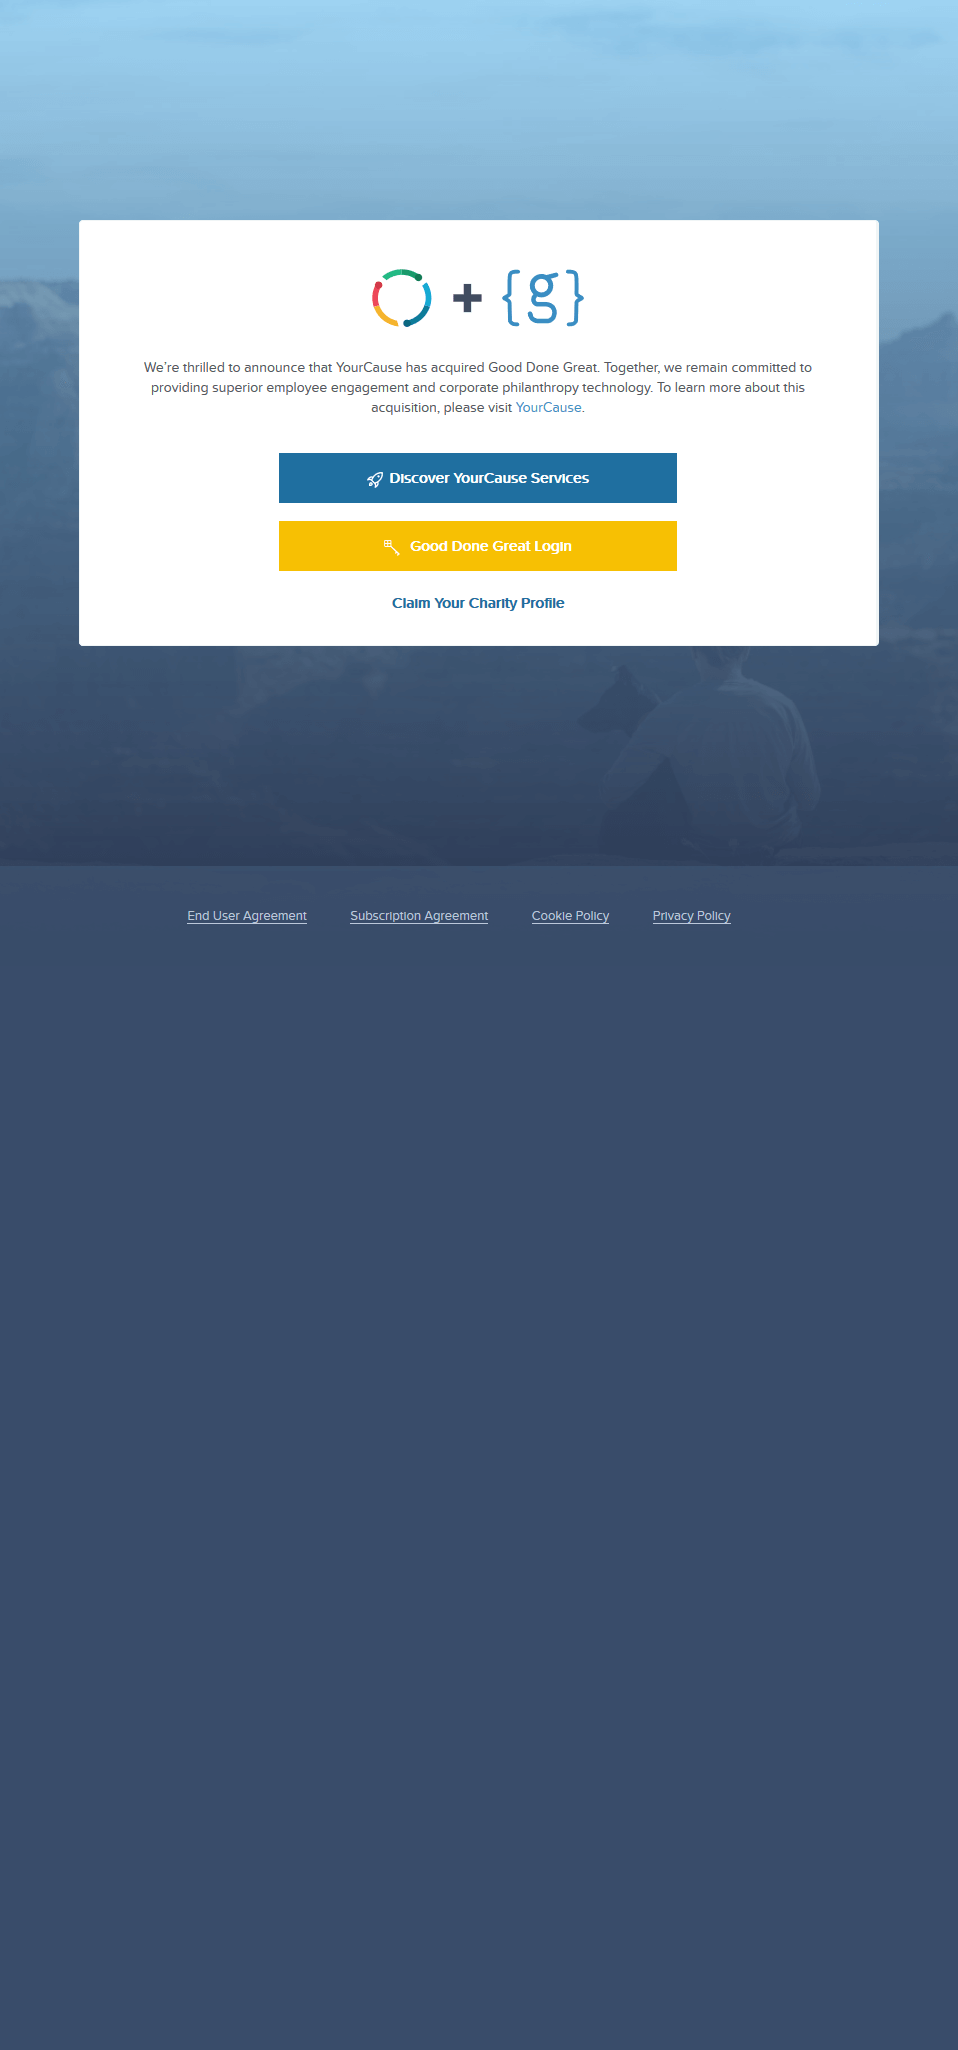 {g}
We're thrilled to announce that YourCause has acquired Good Done Great. Together, we remain committed to
providing superior employee engagement and corporate philanthropy technology. To learn more about this
acquisition, please visit YourCause.
Discover YourCause Services
Good Done Great Login
Claim Your Charity Profile
End User Agreement Subscription Agreement Cookie Policy Privacy Policy